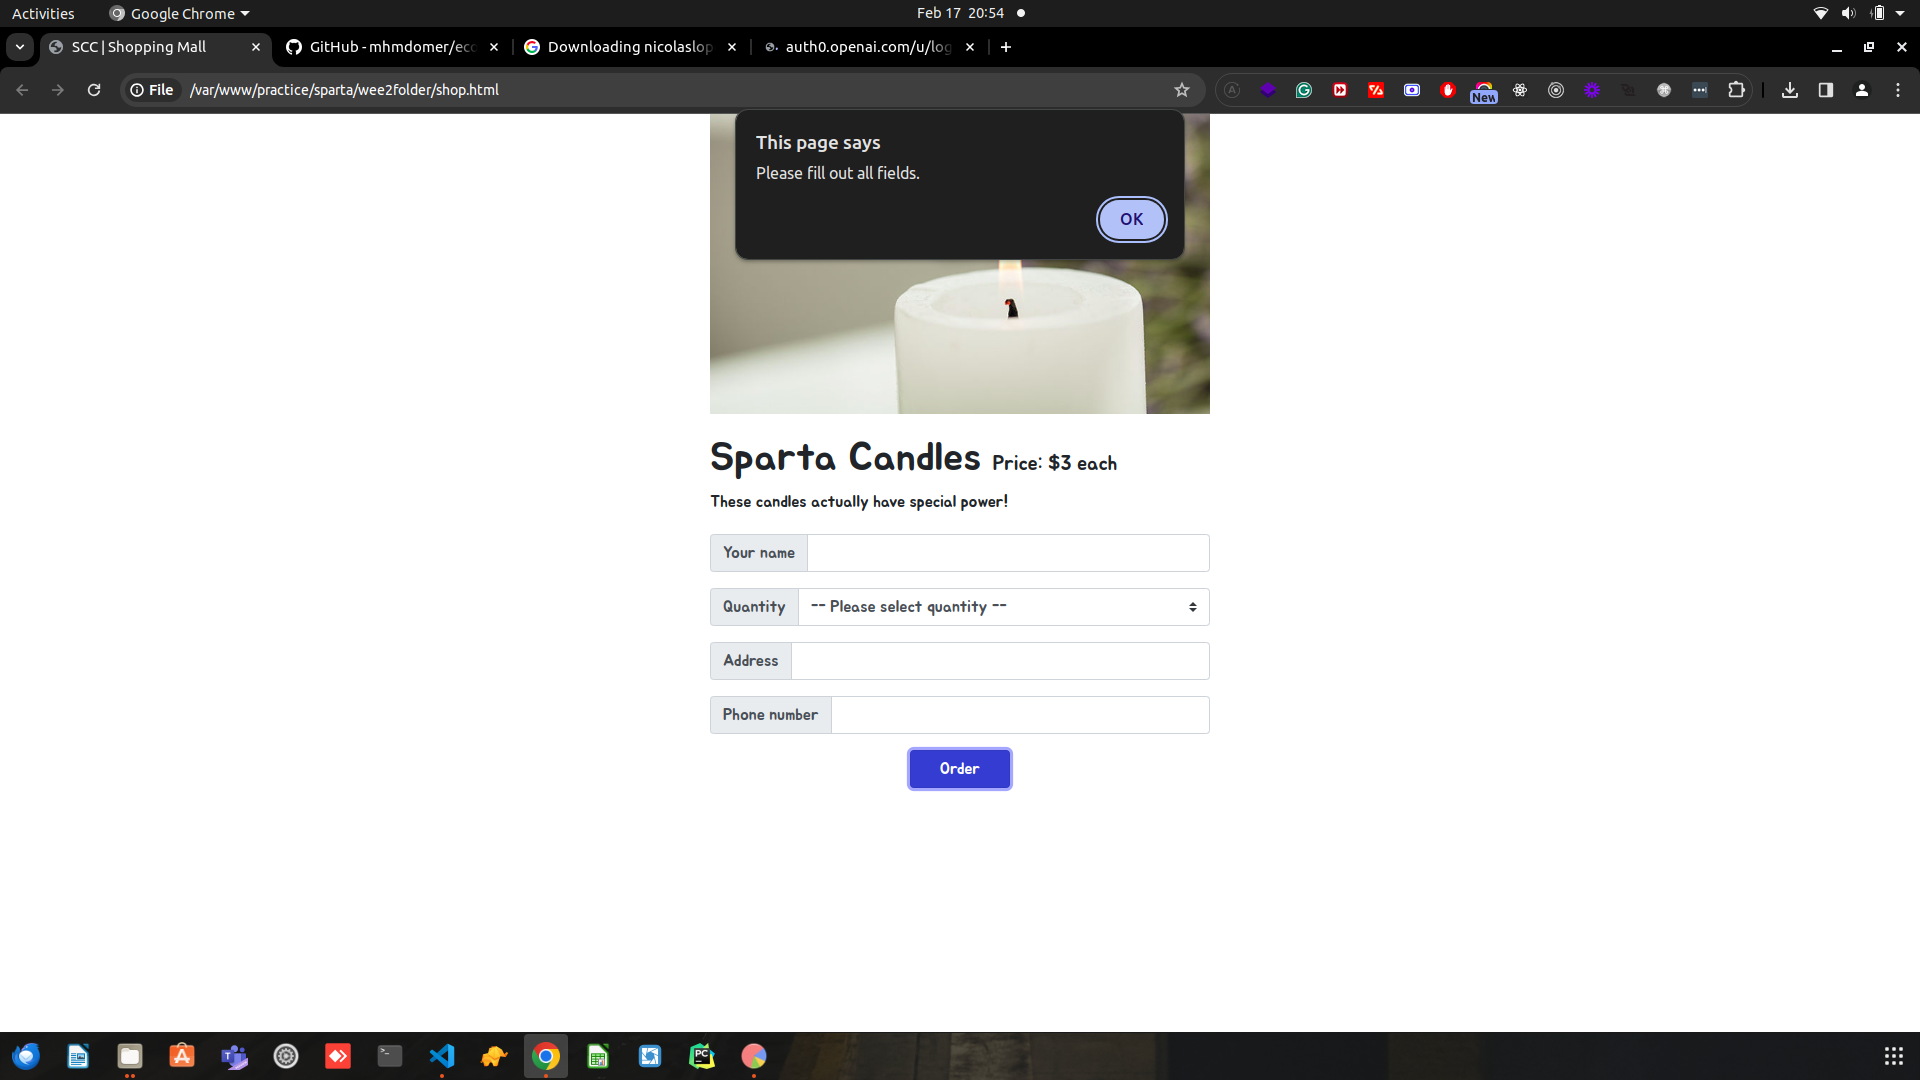 Activities
Google Chrome
Feb 17 20:54
SCC | Shopping Mall
GitHub - mhmdomer/eco
Downloading nicolaslop
auth0.openai.com/u/log
File
/var/www/practice/sparta/wee2folder/shop.html
New
This page says
Please fill out all fields.
OK
Sparta Candles Price: $3 each
These candles actually have special power!
Your name
Quantity
-- Please select quantity --
Address
Phone number
Order